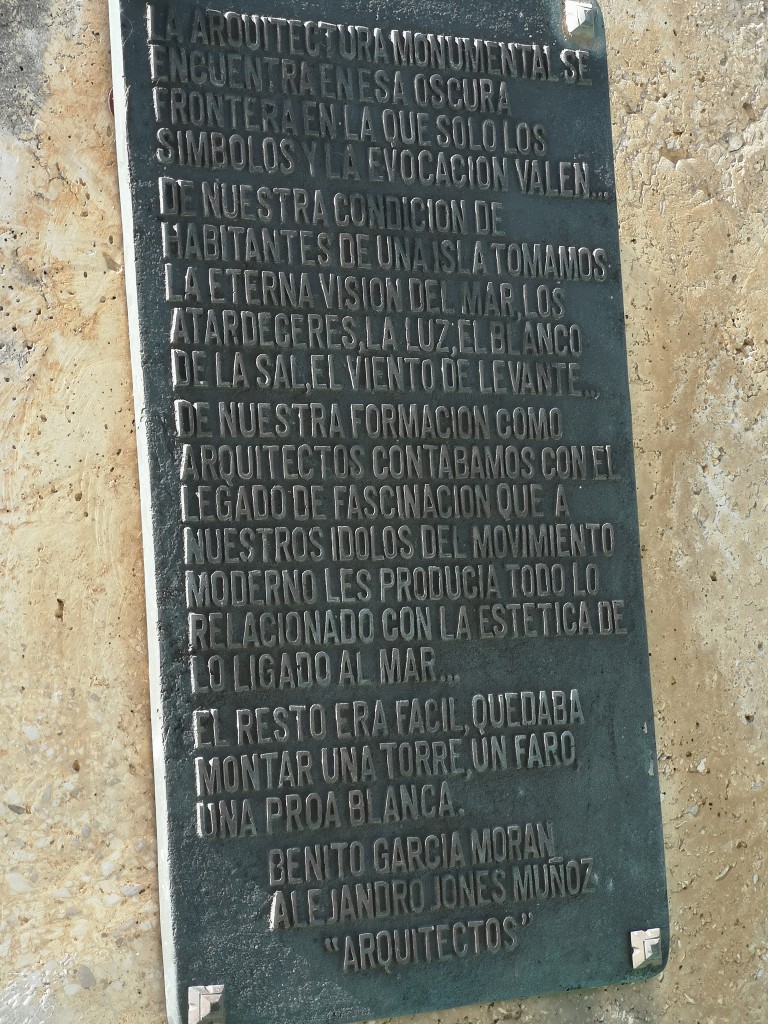 LA ARQUITECTURA MONUMENTAL SE
ENCUENTRA EN ESA OSCURA
FRONTERA EN LA QUE SOLO LOS
SIMBOLOS Y LA EVOCACION VALEN...
DE NUESTRA CONDICION DE
HABITANTES DE UNA ISLA TOMAMOS
LA ETERNA VISION DEL MAR, LOS
ATARDECERES, LA LUZ, EL BLANCO
DE LA SAL, EL VIENTO DE LEVANTE...
DE NUESTRA FORMACION COMO
ARQUITECTOS CONTABAMOS CON EL
LEGADO DE FASCINACION QUE A
NUESTROS IDOLOS DEL MOVIMIENTO
MODERNO LES PRODUCIA TODO LO
RELACIONADO CON LA ESTETICA DE
LO LIGADO AL MAR...
EL RESTO ERA FACIL, QUEDABA
MONTAR UNA TORRE, UN FARO,
UNA PROA BLANCA.
BENITO GARCIA MORAN
ALEJANDRO JONES MUÑOZ
"ARQUITECTOS"